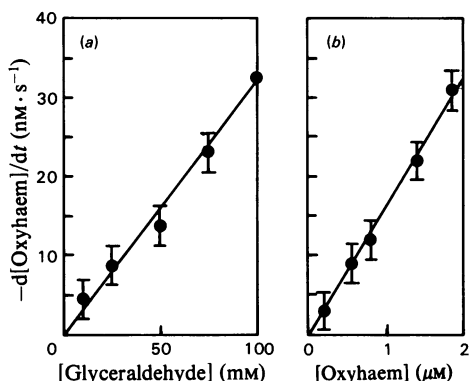 40
30
20
10
0
−d[Oxyhaem]/dt (nM·s⁻¹)
(a)
50
100
[Glyceraldehyde] (mM)
(b)
0
1
2
[Oxyhaem] (μM)